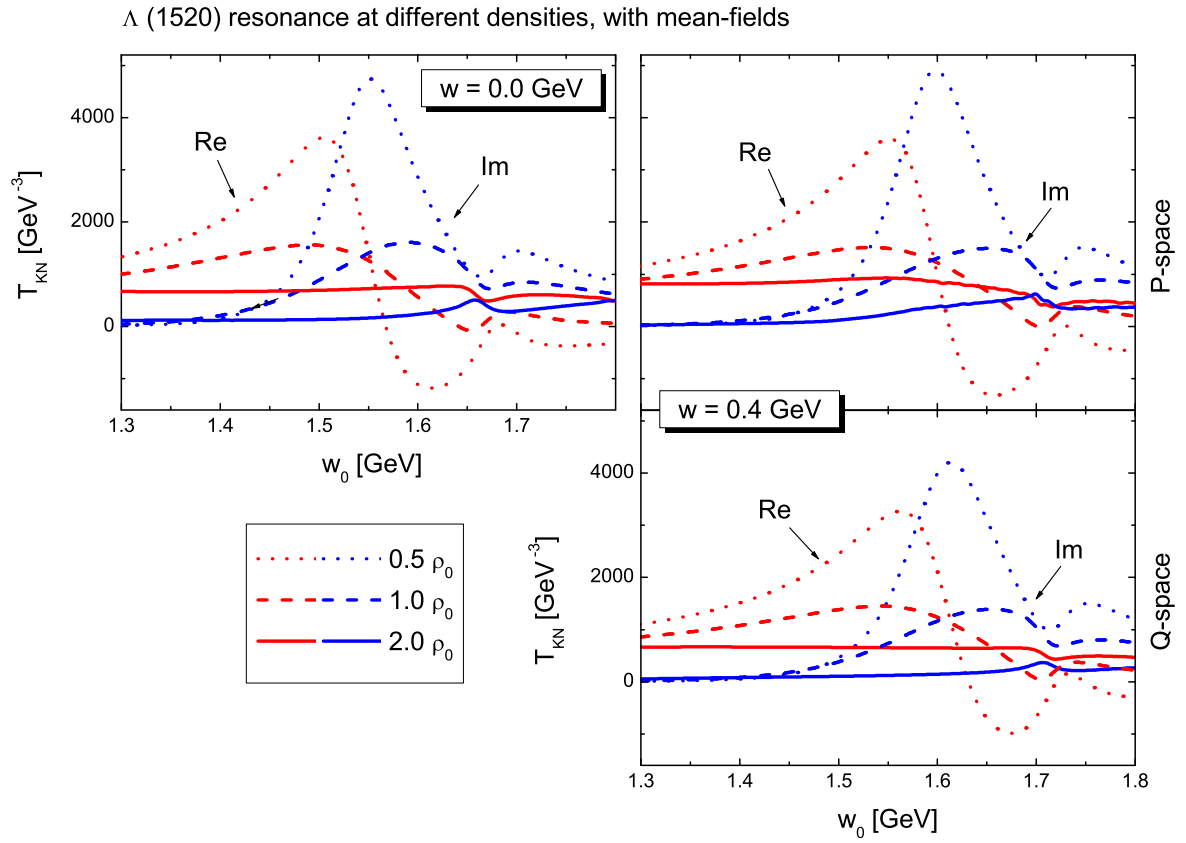 Λ (1520) resonance at different densities, with mean-fields
w = 0.0 GeV
Re
Im
4000
2000
0
T_KN [GeV^-3]
1.3 1.4 1.5 1.6 1.7
w_0 [GeV]
Re
Im
P-space
w = 0.4 GeV
Re
Im
4000
2000
0
T_KN [GeV^-3]
Q-space
1.3 1.4 1.5 1.6 1.7 1.8
w_0 [GeV]
0.5 ρ_0
1.0 ρ_0
2.0 ρ_0